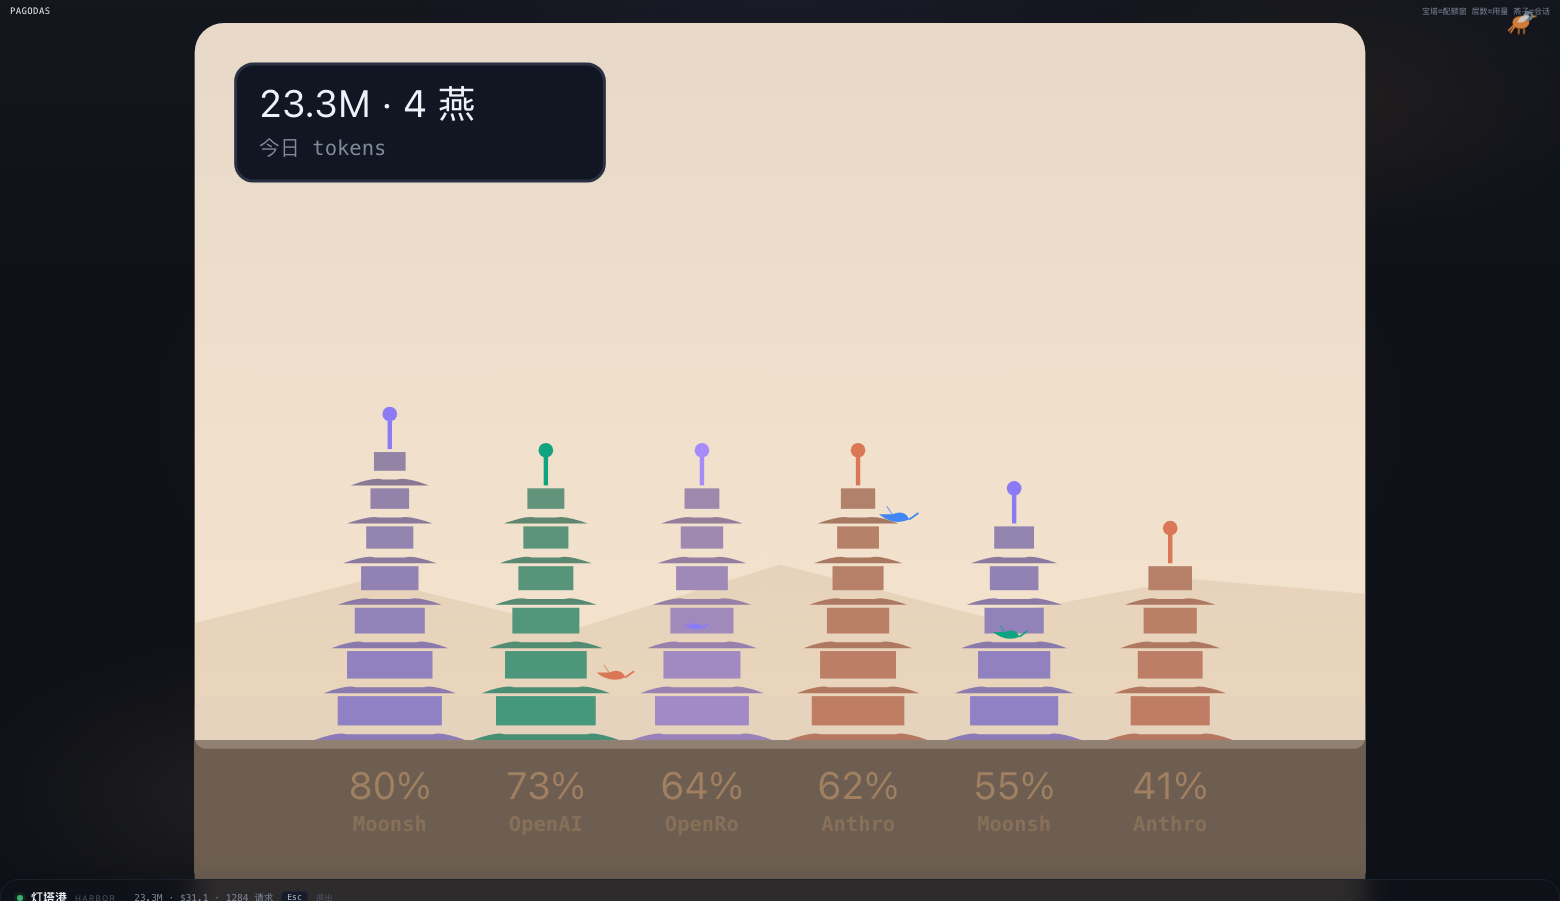 PAGODAS
宝塔=配额窗 层数=用量 燕子=会话
23.3M · 4 燕
今日 tokens
80% 73% 64% 62% 55% 41%
Moonsh OpenAI OpenRo Anthro Moonsh Anthro
灯塔港 HARBOR 23.3M · $31.1 · 1284 请求 Esc 退出